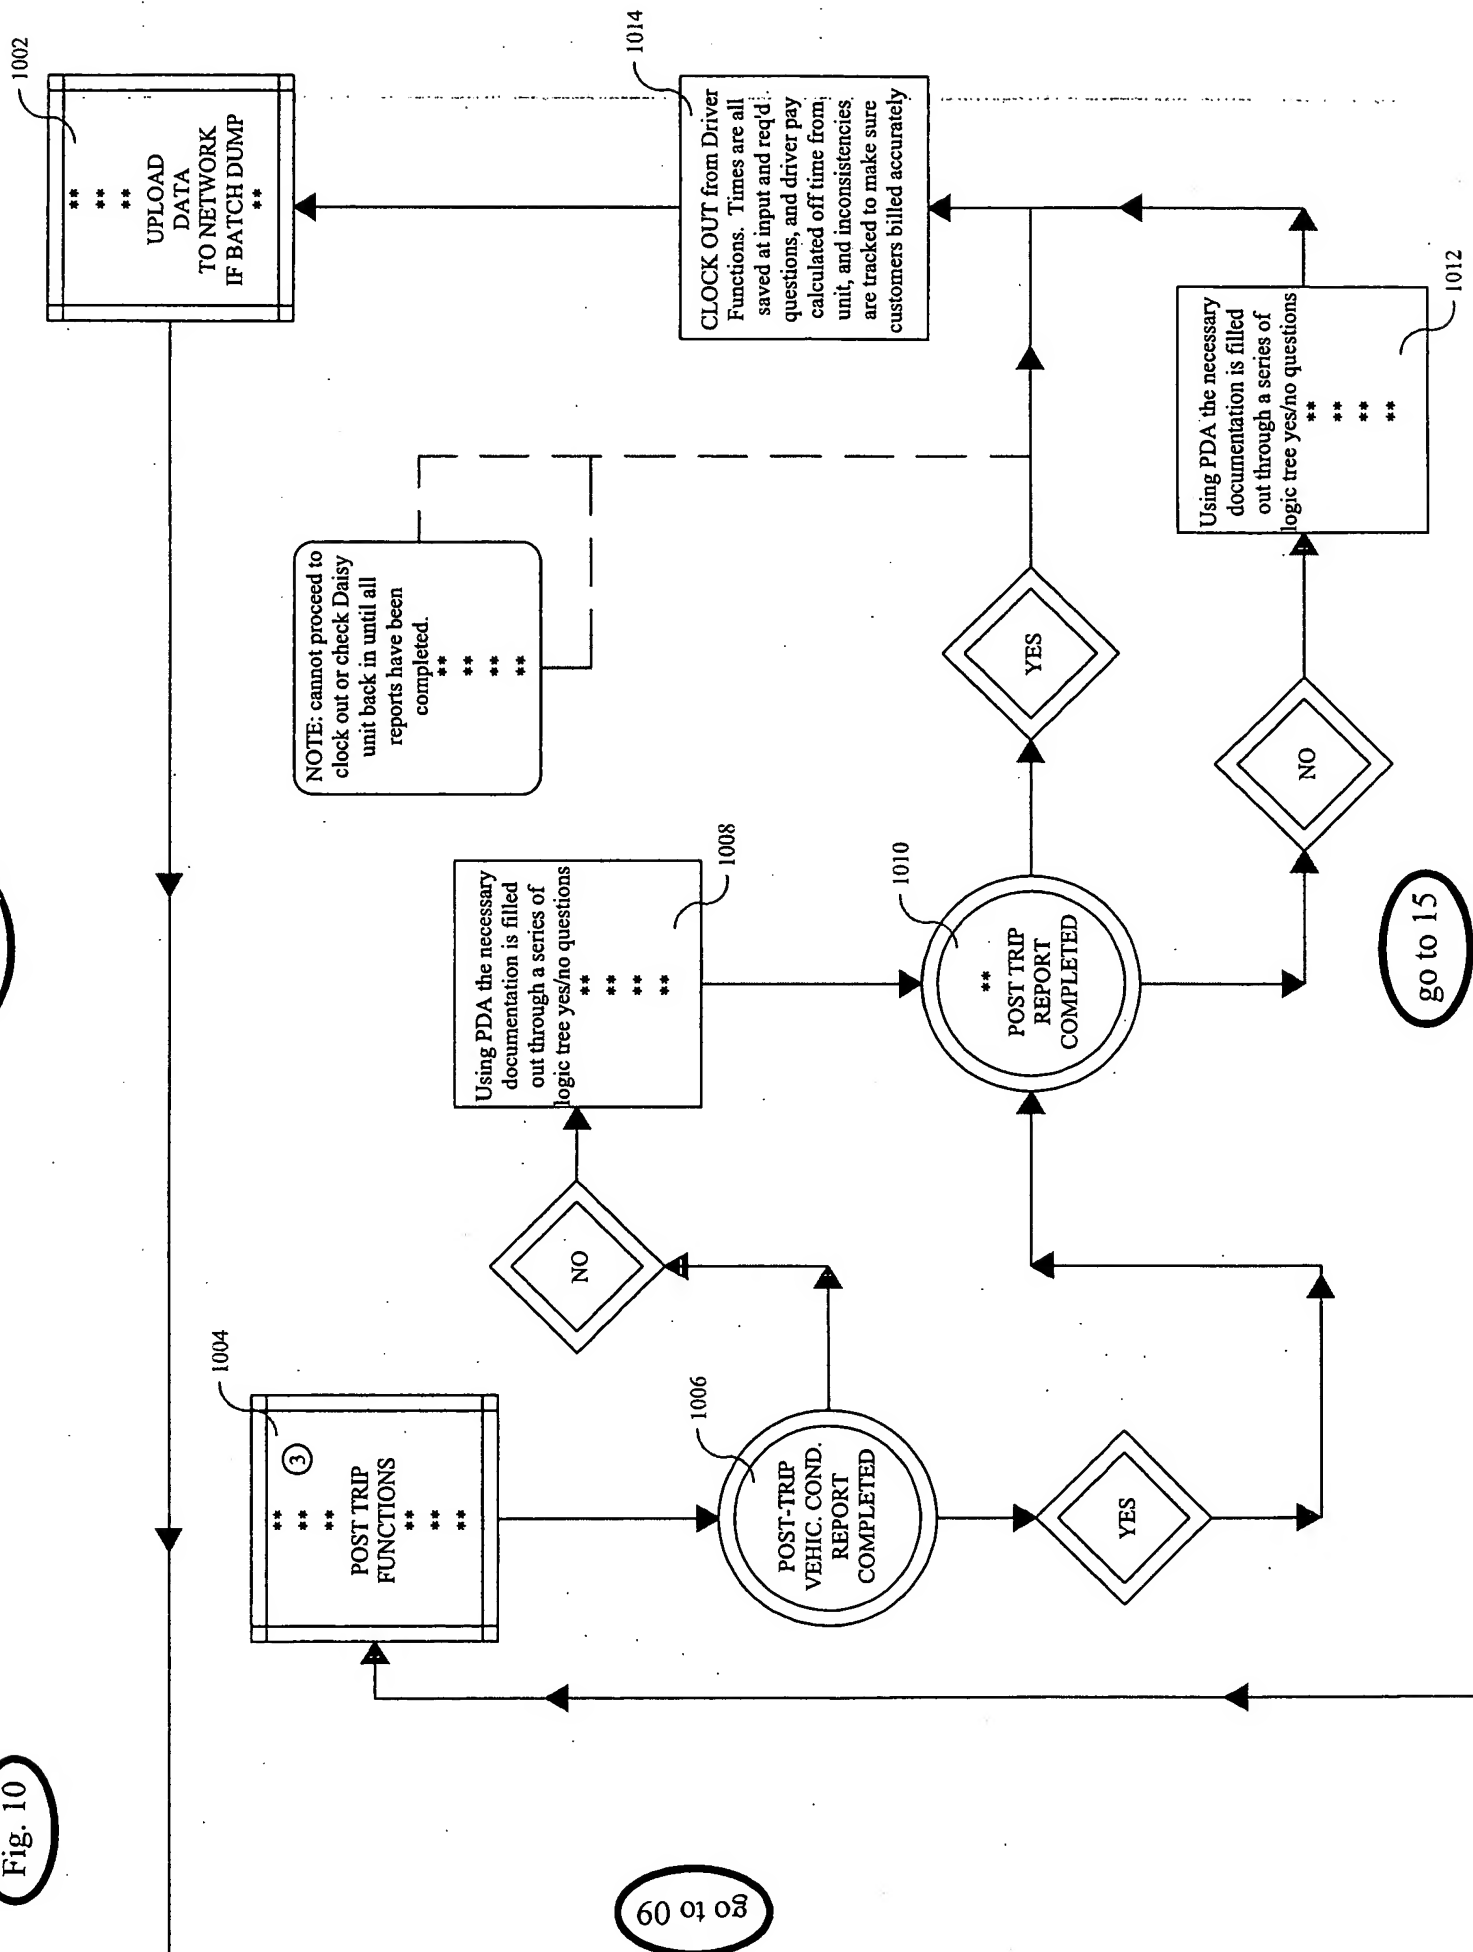 Fig. 10
1002
**
**
**
UPLOAD
DATA
TO NETWORK
IF BATCH DUMP
**
1004
**
③
**
**
POST TRIP
FUNCTIONS
**
**
**
NOTE: cannot proceed to
clock out or check Daisy
unit back in until all
reports have been
completed.
**
**
**
**
1008
Using PDA the necessary
documentation is filled
out through a series of
logic tree yes/no questions
**
**
**
**
NO
1014
CLOCK OUT from Driver
Functions. Times are all
saved at input and req'd
questions, and driver pay
calculated off time from
unit, and inconsistencies
are tracked to make sure
customers billed accurately
1006
POST-TRIP
VEHIC. COND.
REPORT
COMPLETED
1010
**
POST TRIP
REPORT
COMPLETED
YES
YES
NO
Using PDA the necessary
documentation is filled
out through a series of
logic tree yes/no questions
**
**
**
**
1012
go to 09
go to 15